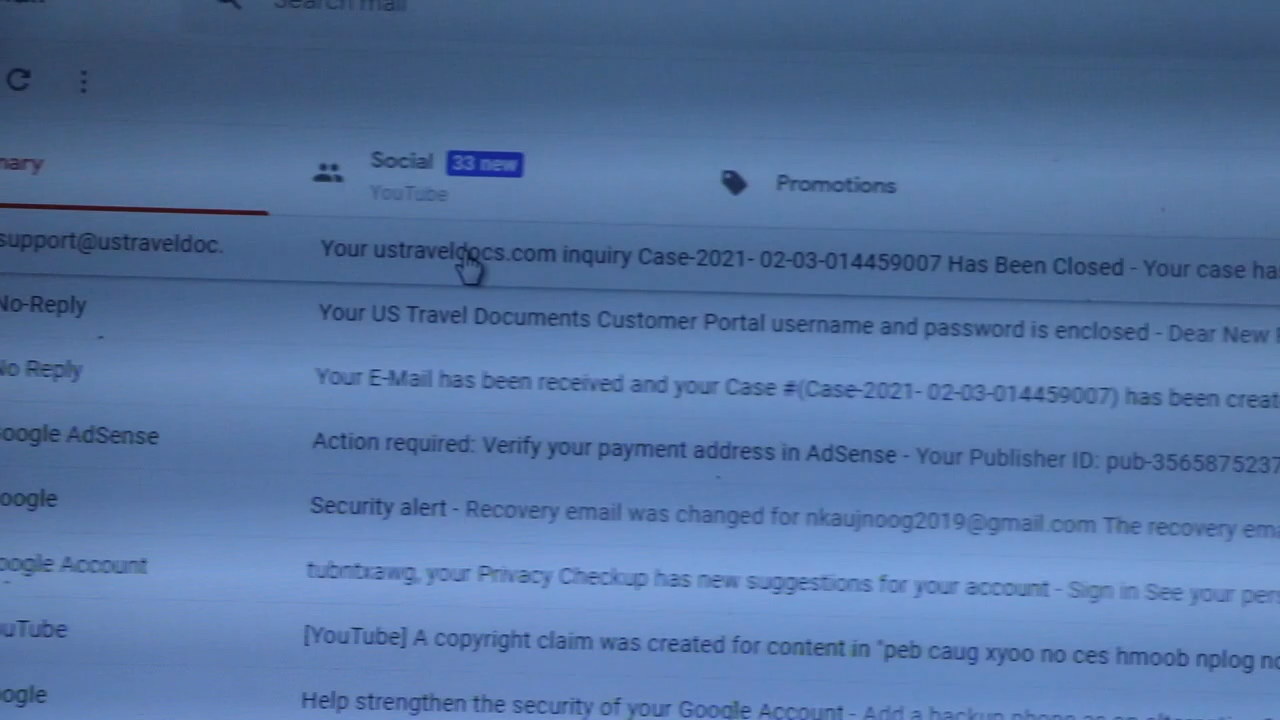 Search mail
Social 33 new
YouTube
Promotions
support@ustraveldoc. Your ustraveldocs.com inquiry Case-2021- 02-03-014459007 Has Been Closed - Your case ha
No-Reply Your US Travel Documents Customer Portal username and password is enclosed - Dear New
No Reply Your E-Mail has been received and your Case #(Case-2021- 02-03-014459007) has been creat
oogle AdSense Action required: Verify your payment address in AdSense - Your Publisher ID: pub-3565875237
oogle Security alert - Recovery email was changed for nkaujnoog2019@gmail.com The recovery ema
oogle Account tubntxawg, your Privacy Checkup has new suggestions for your account - Sign in See your pers
uTube [YouTube] A copyright claim was created for content in "peb caug xyoo no ces hmoob nplog no
oogle Help strengthen the security of your Google Account - Add a backup phone